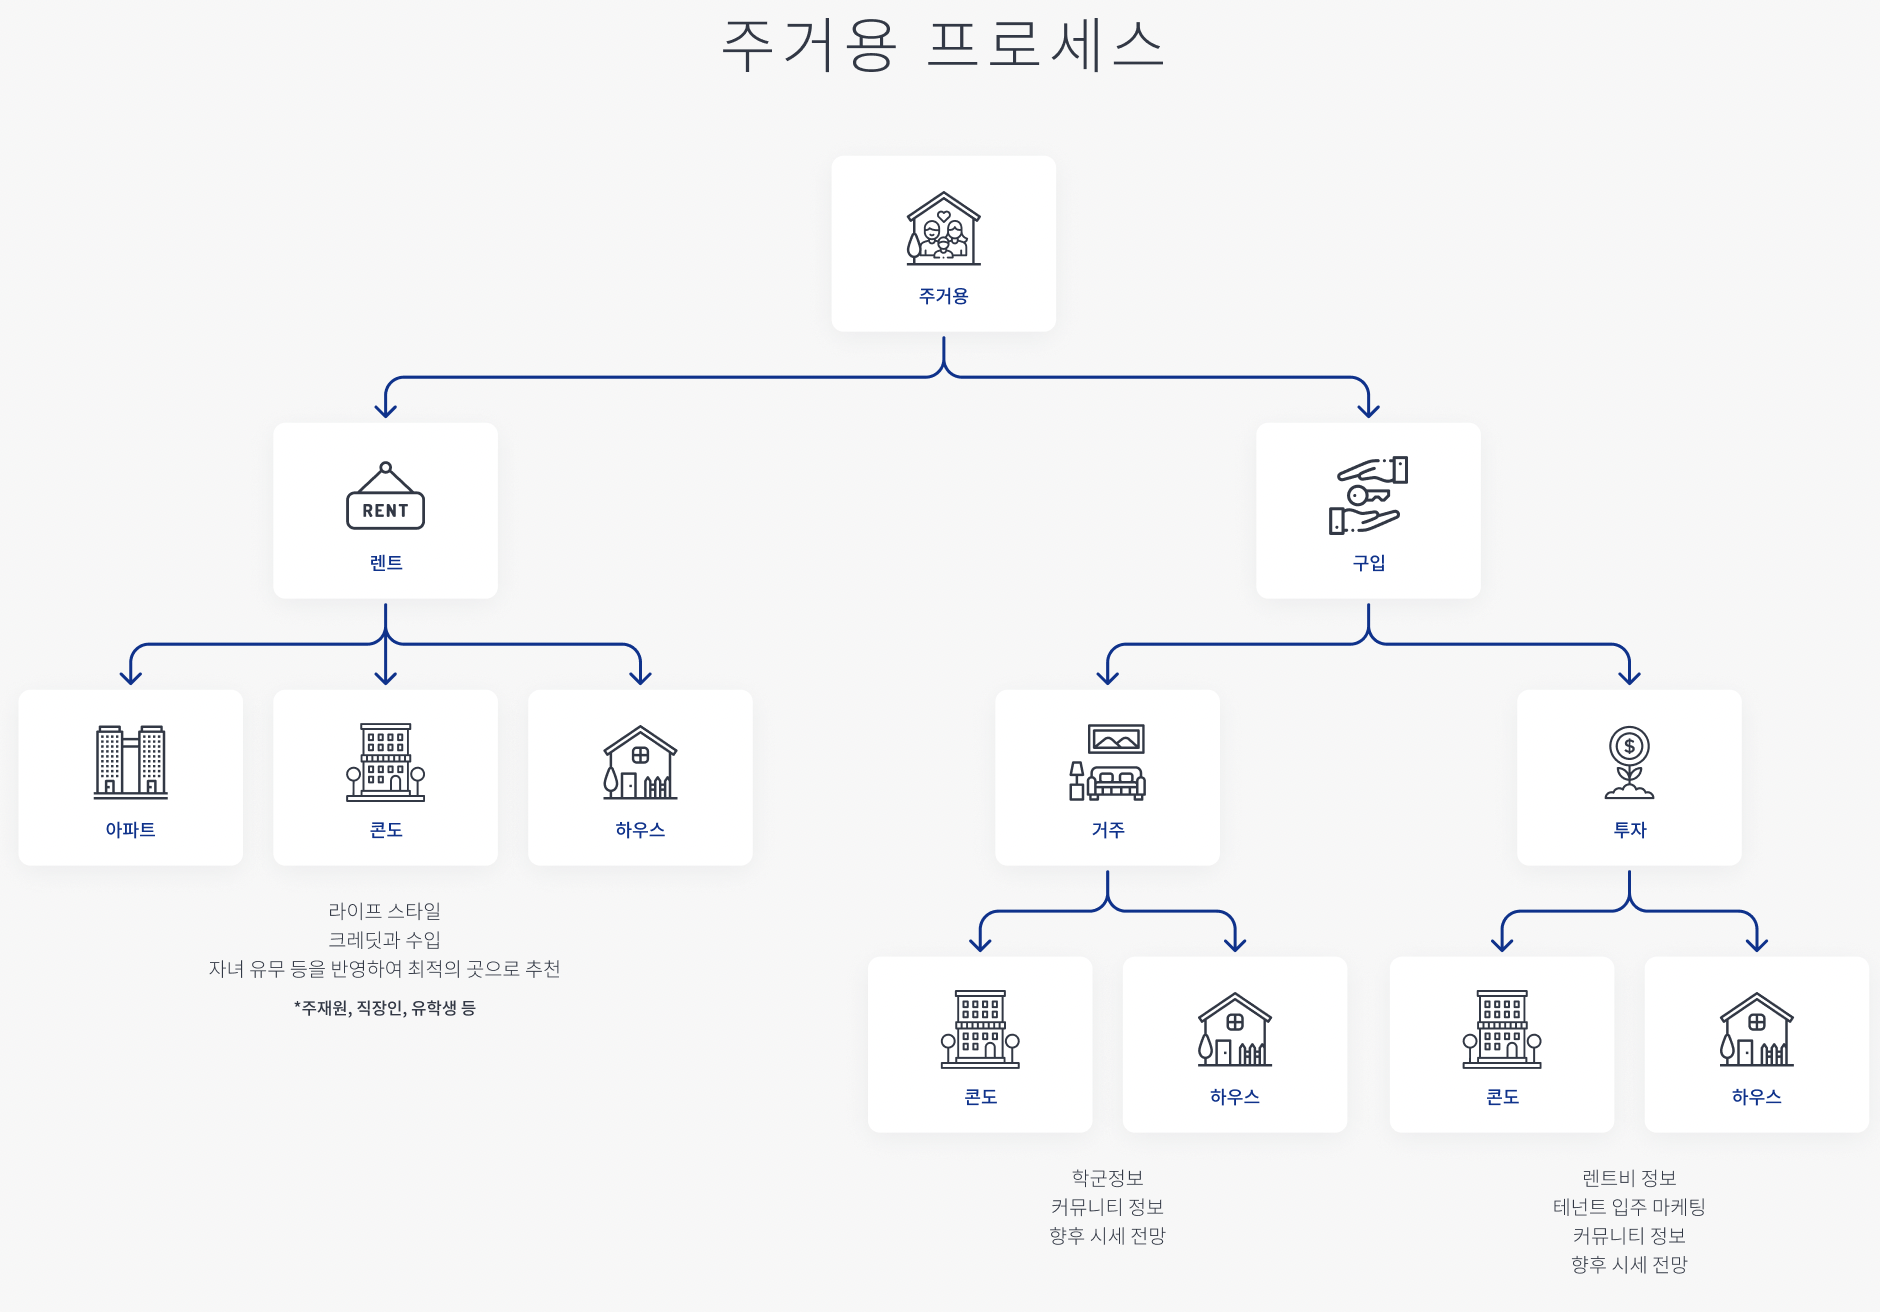 주거용 프로세스
주거용
RENT
렌트
구입
아파트
콘도
하우스
거주
$
투자
라이프 스타일
크레딧과 수입
자녀 유무 등을 반영하여 최적의 곳으로 추천
*주재원, 직장인, 유학생 등
콘도
하우스
콘도
하우스
학군정보
커뮤니티 정보
향후 시세 전망
렌트비 정보
테넌트 입주 마케팅
커뮤니티 정보
향후 시세 전망